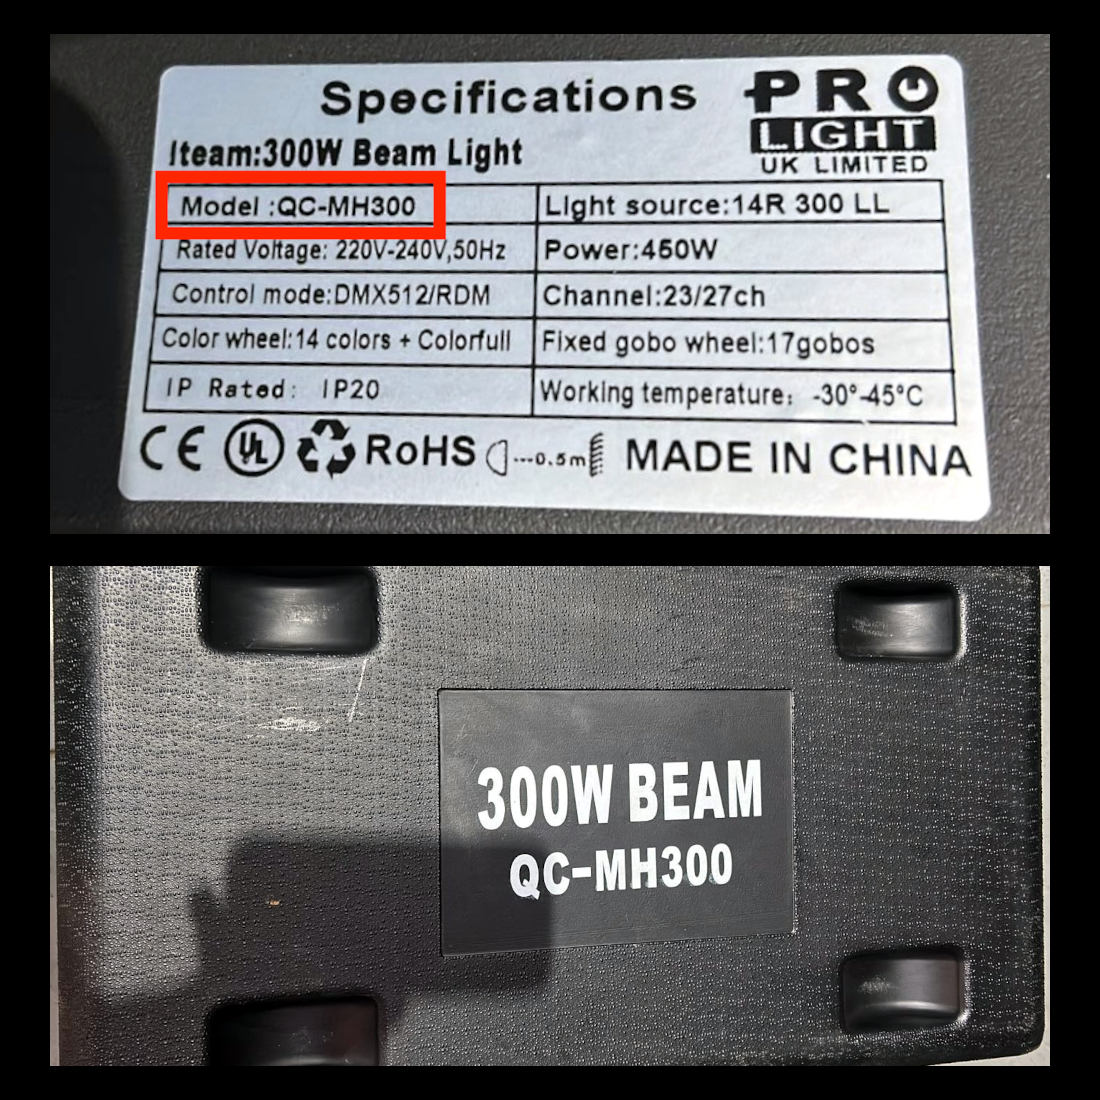 Specifications
PRO
LIGHT
UK LIMITED
Iteam:300W Beam Light
Model :QC-MH300
Light source:14R 300 LL
Rated Voltage: 220V-240V,50Hz
Power:450W
Control mode:DMX512/RDM
Channel:23/27ch
Color wheel:14 colors + Colorfull
Fixed gobo wheel:17gobos
IP Rated: IP20
Working temperature: -30°-45°C
CE UL RoHS ---0.5m MADE IN CHINA
300W BEAM
QC-MH300